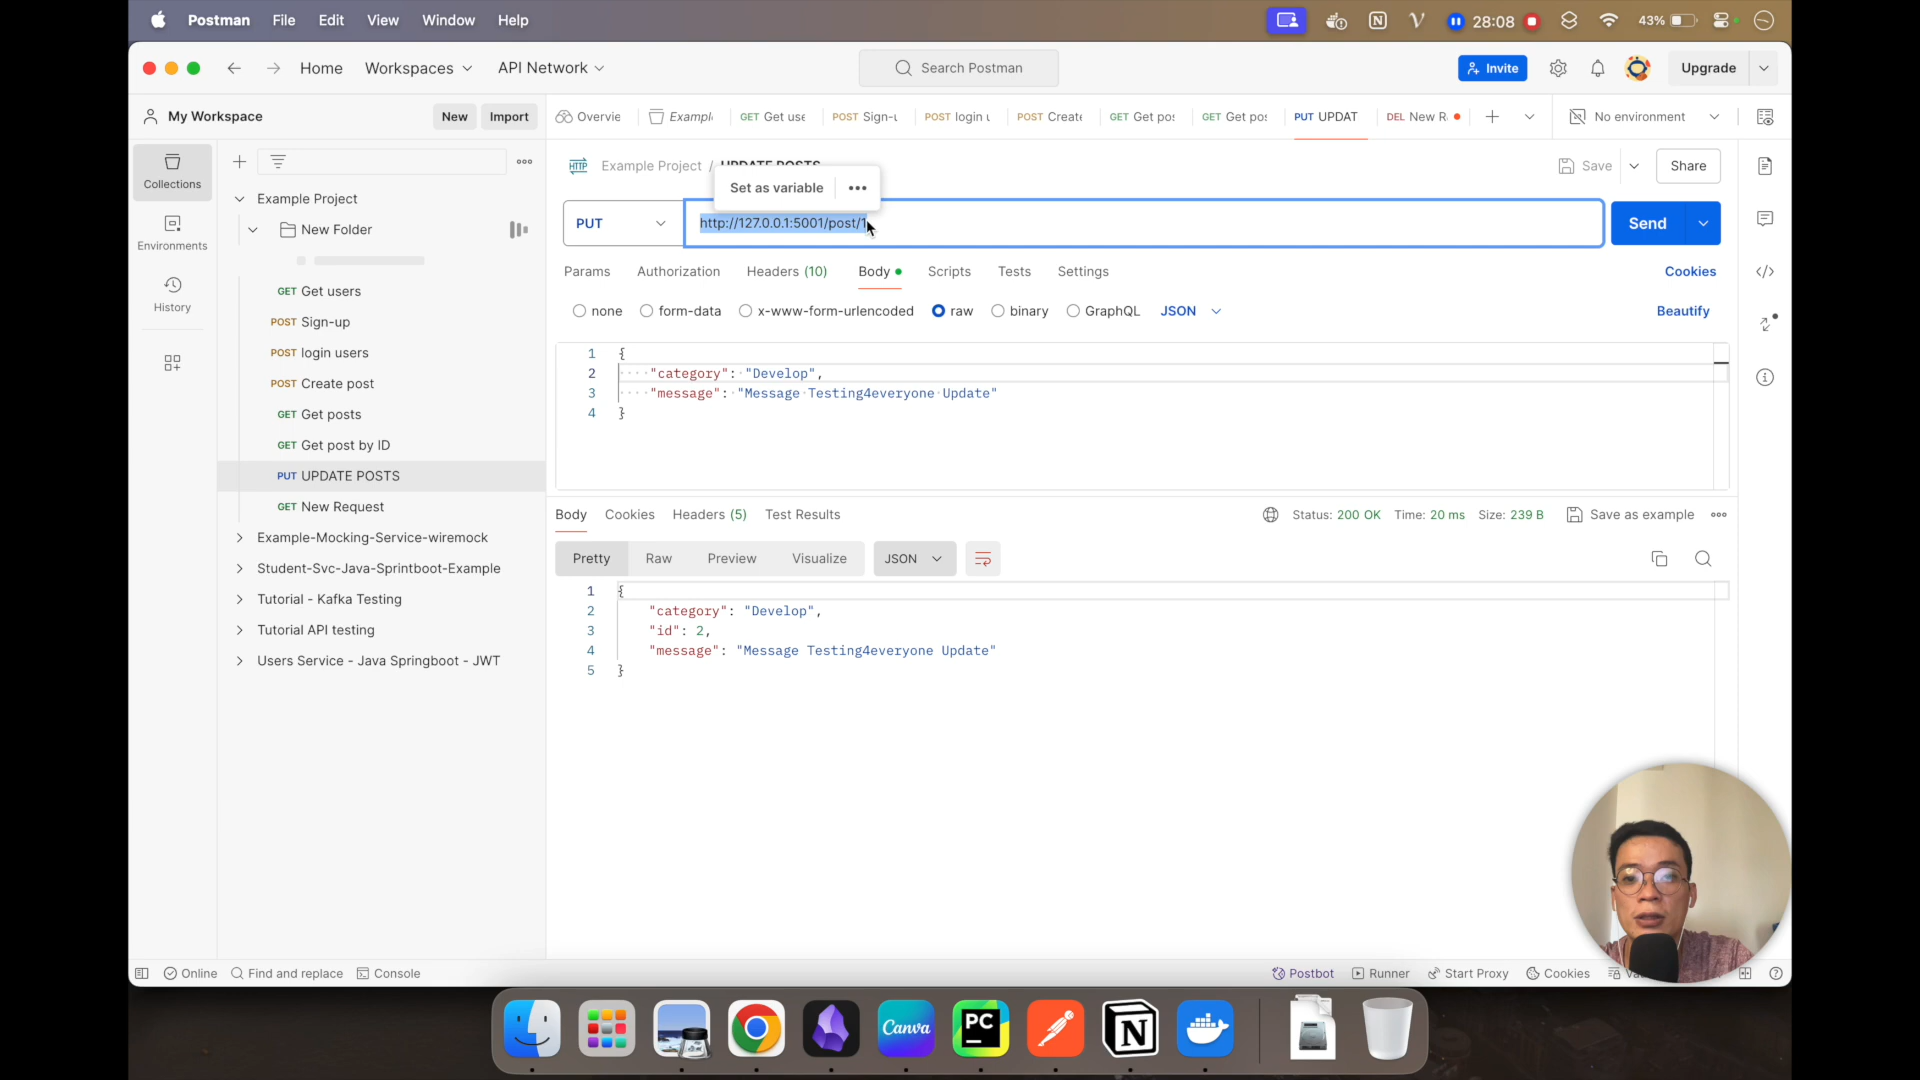 Postman File Edit View Window Help
28:08 43%
Home Workspaces API Network Search Postman Invite Upgrade
My Workspace New Import
Overvie Example GET Get use POST Sign-u POST login u POST Create GET Get pos GET Get pos PUT UPDAT DEL New R No environment
Collections
Environments
History
Example Project
New Folder
GET Get users
POST Sign-up
POST login users
POST Create post
GET Get posts
GET Get post by ID
PUT UPDATE POSTS
GET New Request
Example-Mocking-Service-wiremock
Student-Svc-Java-Sprintboot-Example
Tutorial - Kafka Testing
Tutorial API testing
Users Service - Java Springboot - JWT
HTTP Example Project / UPDATE POSTS Save Share
Set as variable
PUT http://127.0.0.1:5001/post/1 Send
Params Authorization Headers (10) Body Scripts Tests Settings Cookies
none form-data x-www-form-urlencoded raw binary GraphQL JSON Beautify
1 {
2 "category": "Develop",
3 "message": "Message Testing4everyone Update"
4 }
Body Cookies Headers (5) Test Results Status: 200 OK Time: 20 ms Size: 239 B Save as example
Pretty Raw Preview Visualize JSON
1 {
2 "category": "Develop",
3 "id": 2,
4 "message": "Message Testing4everyone Update"
5 }
Online Find and replace Console Postbot Runner Start Proxy Cookies
Canva PC N